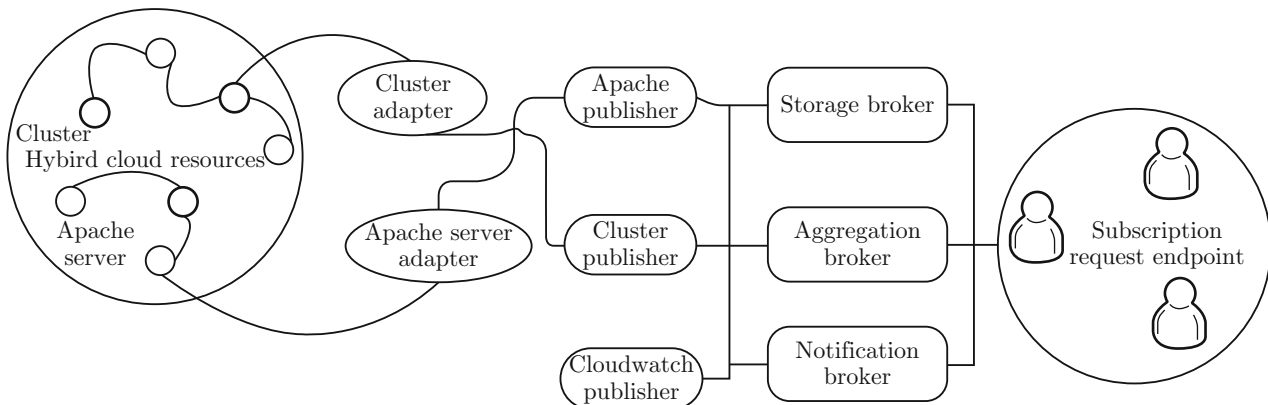 Cluster
Hybird cloud resources
Apache
server
Cluster
adapter
Apache server
adapter
Apache
publisher
Cluster
publisher
Cloudwatch
publisher
Storage broker
Aggregation
broker
Notification
broker
Subscription
request endpoint